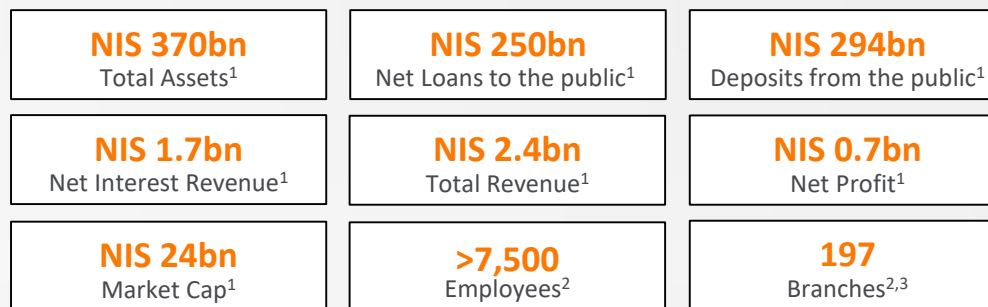 NIS 370bn
Total Assets¹
NIS 250bn
Net Loans to the public¹
NIS 294bn
Deposits from the public¹
NIS 1.7bn
Net Interest Revenue¹
NIS 2.4bn
Total Revenue¹
NIS 0.7bn
Net Profit¹
NIS 24bn
Market Cap¹
>7,500
Employees²
197
Branches²,³